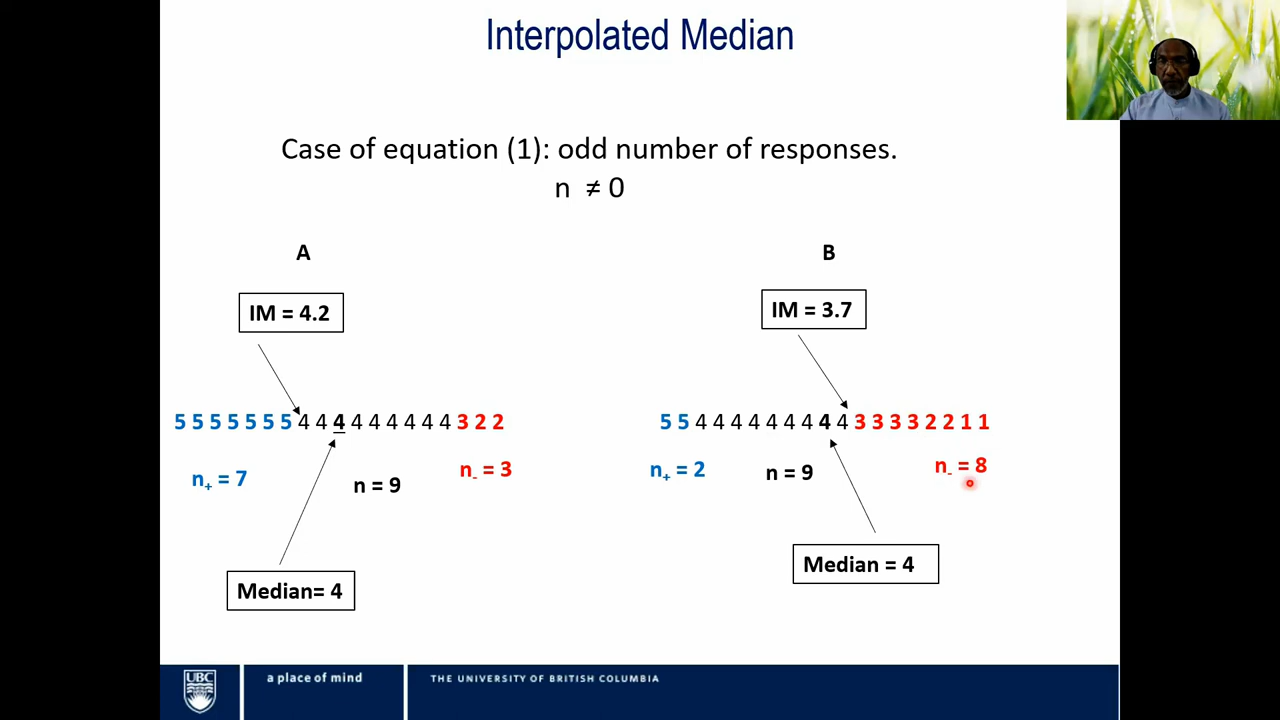 Interpolated Median
Case of equation (1): odd number of responses.
n ≠ 0
A
IM = 4.2
5 5 5 5 5 5 5 4 4 4 4 4 4 4 4 4 3 2 2
n₊ = 7
n = 9
n₋ = 3
Median= 4
B
IM = 3.7
5 5 4 4 4 4 4 4 4 4 4 3 3 3 3 2 2 1 1
n₊ = 2
n = 9
n₋ = 8
Median = 4
UBC
a place of mind
THE UNIVERSITY OF BRITISH COLUMBIA